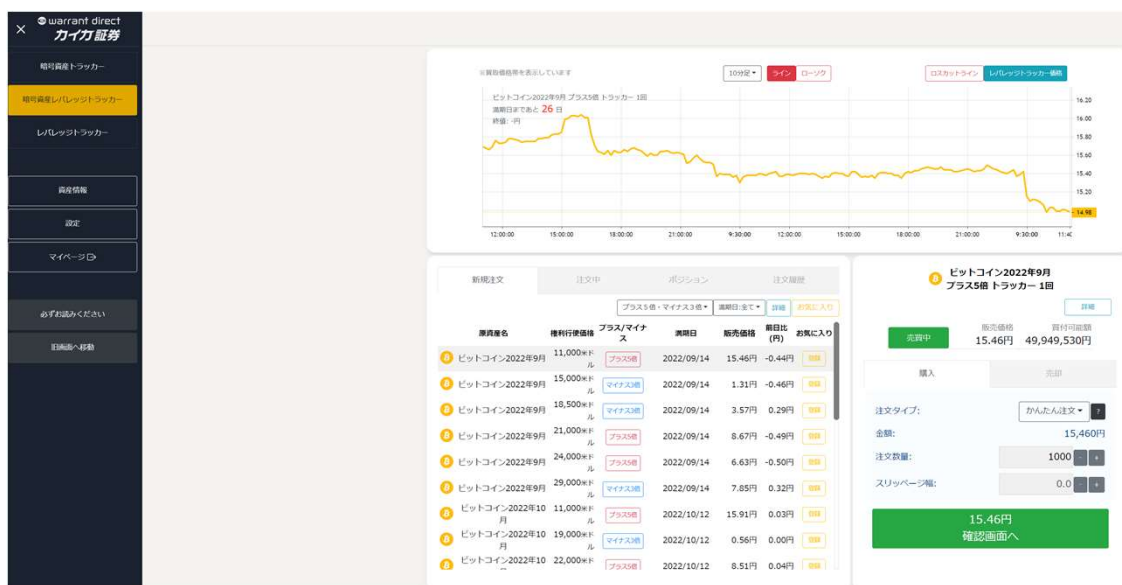 warrant direct
カイカ証券
暗号資産トラッカー
暗号資産レバレッジトラッカー
レバレッジトラッカー
資産情報
設定
マイページ
必ずお読みください
旧画面へ移動
※買取価格帯を表示しています
10分足 ライン ローソク ロスカットライン レバレッジトラッカー価格
ビットコイン2022年9月 プラス5倍 トラッカー 1回
満期日まであと 26 日
終値: -円
16.20
16.00
15.80
15.60
15.40
15.20
14.98
12:00:00 15:00:00 18:00:00 21:00:00 9:30:00 12:00:00 15:00:00 18:00:00 21:00:00 9:30:00 11:4
新規注文 注文中 ポジション 注文履歴
プラス5倍・マイナス3倍 満期日:全て 詳細 お気に入り
原資産名 権利行使価格 プラス/マイナス 満期日 販売価格 前日比(円) お気に入り
ビットコイン2022年9月 11,000米ドル プラス5倍 2022/09/14 15.46円 -0.44円 登録
ビットコイン2022年9月 15,000米ドル マイナス3倍 2022/09/14 1.31円 -0.46円 登録
ビットコイン2022年9月 18,500米ドル マイナス3倍 2022/09/14 3.57円 0.29円 登録
ビットコイン2022年9月 21,000米ドル プラス5倍 2022/09/14 8.67円 -0.49円 登録
ビットコイン2022年9月 24,000米ドル プラス5倍 2022/09/14 6.63円 -0.50円 登録
ビットコイン2022年9月 29,000米ドル マイナス3倍 2022/09/14 7.85円 0.32円 登録
ビットコイン2022年10月 11,000米ドル プラス5倍 2022/10/12 15.91円 0.03円 登録
ビットコイン2022年10月 19,000米ドル マイナス3倍 2022/10/12 0.56円 0.00円 登録
ビットコイン2022年10 22,000米ド プラス5倍 2022/10/12 8.51円 0.04円 登録
ビットコイン2022年9月
プラス5倍 トラッカー 1回
詳細
売買中
販売価格 買付可能額
15.46円 49,949,530円
購入 売却
注文タイプ: かんたん注文 ?
金額: 15,460円
注文数量: 1000 - +
スリッページ幅: 0.0 - +
15.46円
確認画面へ